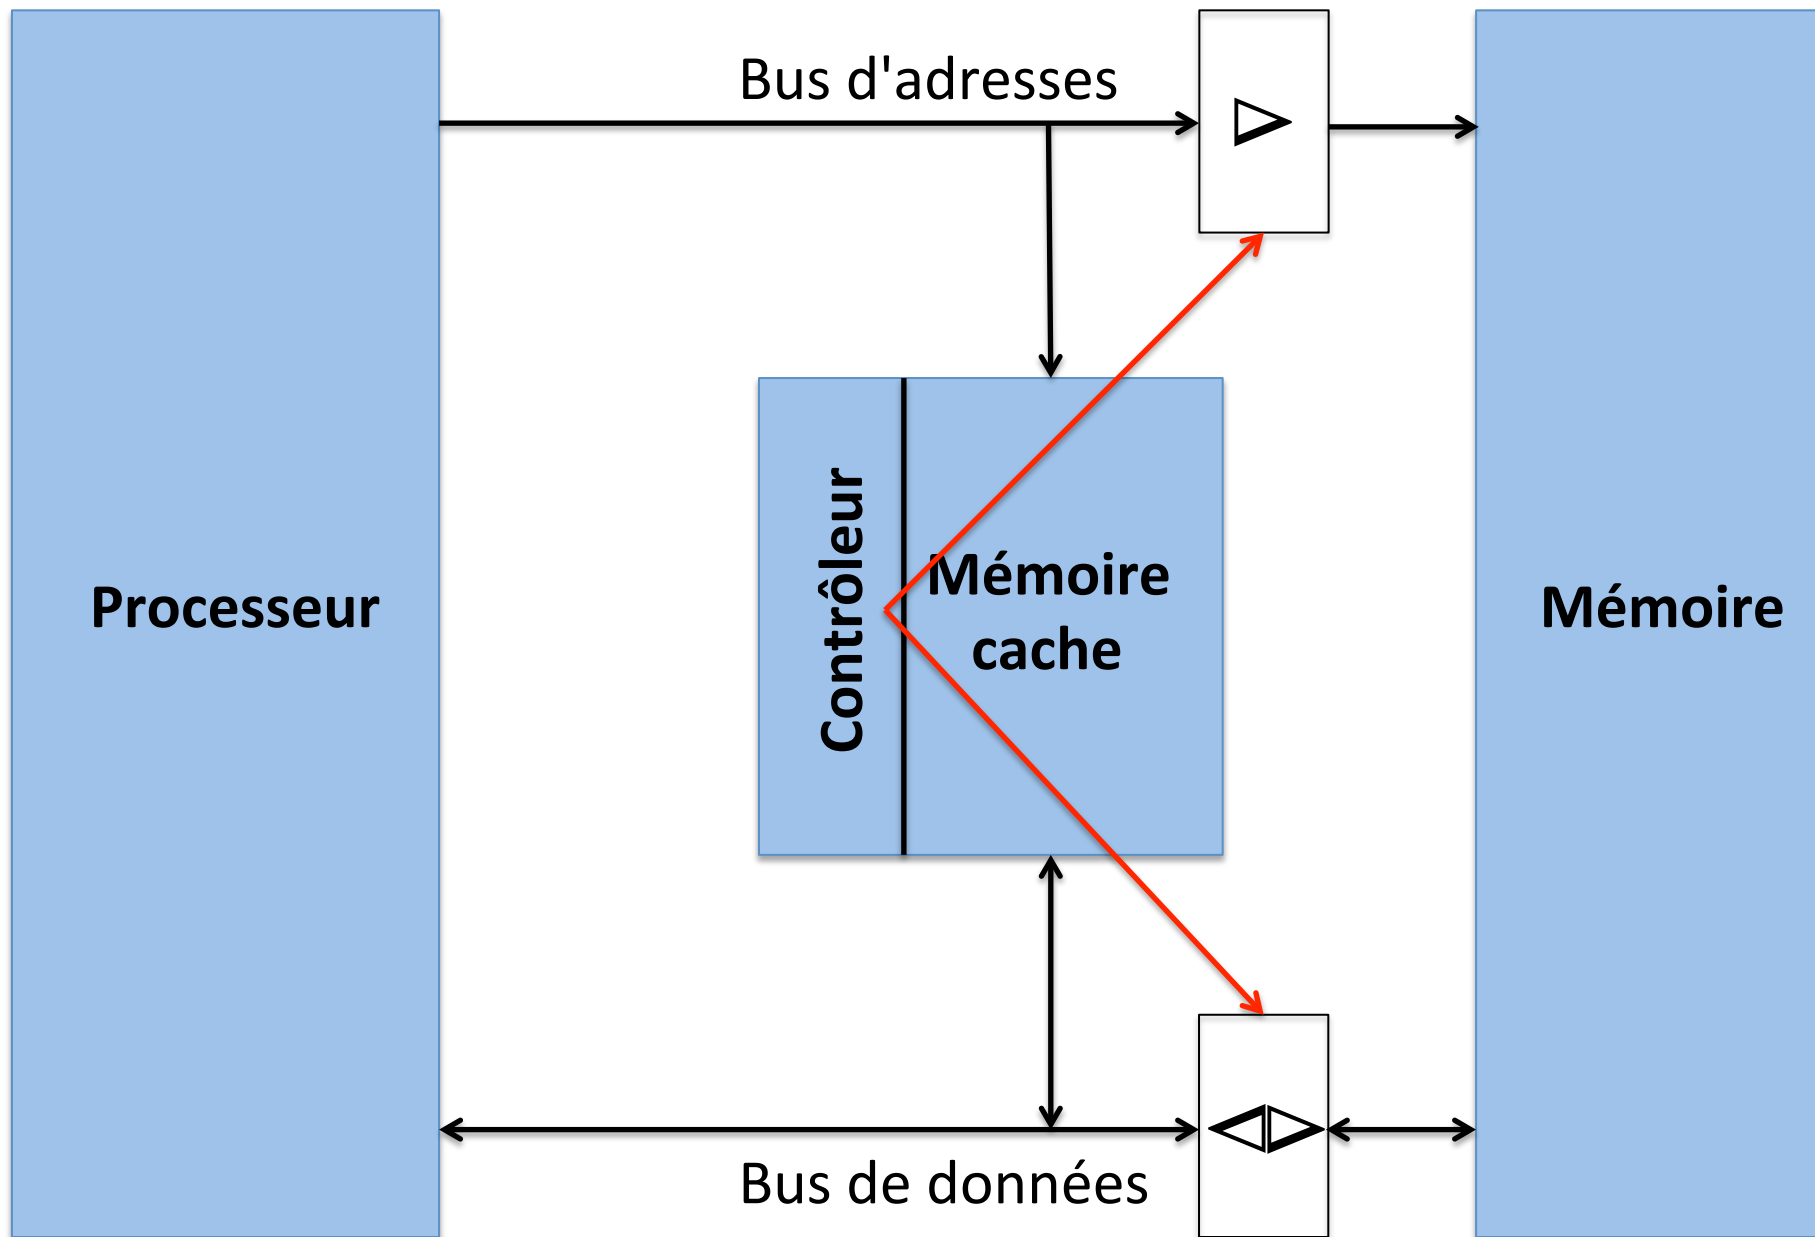 Bus d'adresses
Processeur
Contrôleur
Mémoire
cache
Mémoire
Bus de données